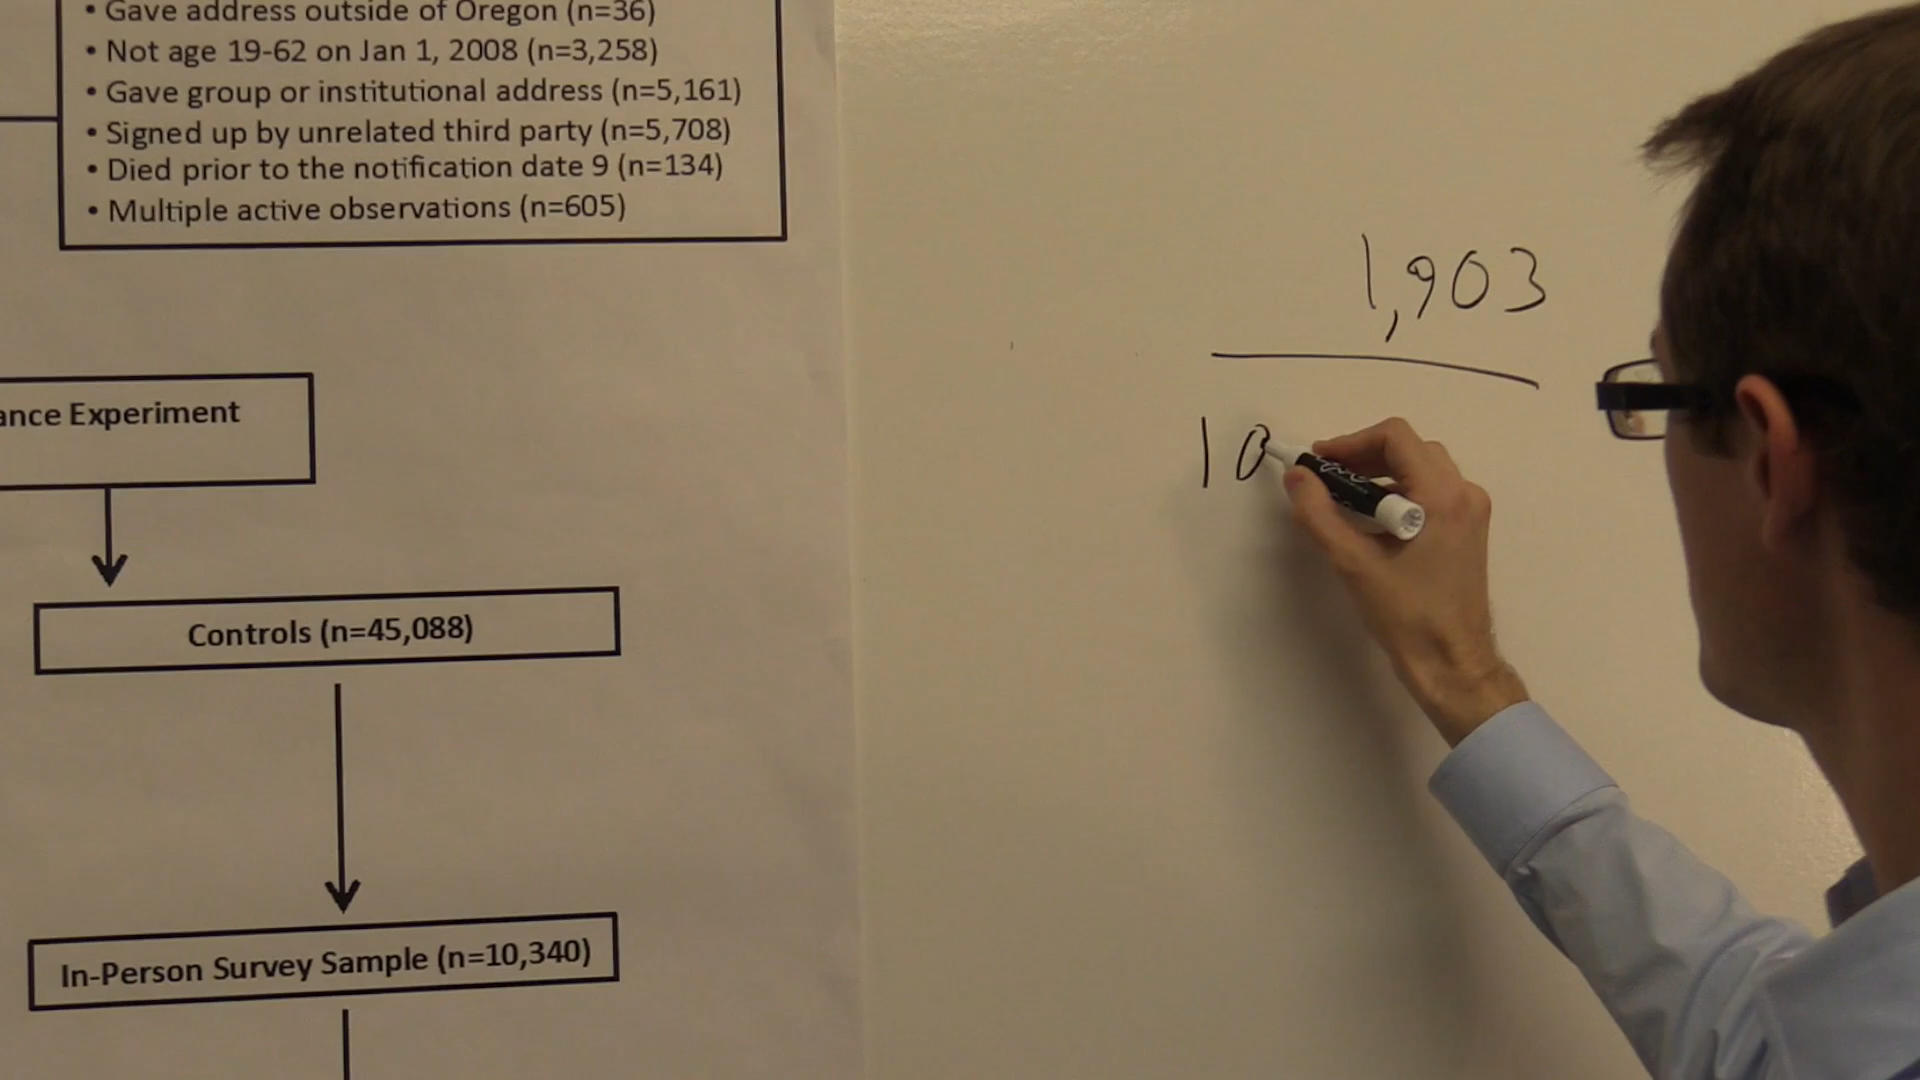 • Gave address outside of Oregon (n=36)
• Not age 19-62 on Jan 1, 2008 (n=3,258)
• Gave group or institutional address (n=5,161)
• Signed up by unrelated third party (n=5,708)
• Died prior to the notification date 9 (n=134)
• Multiple active observations (n=605)
ance Experiment
Controls (n=45,088)
In-Person Survey Sample (n=10,340)
1,903
10